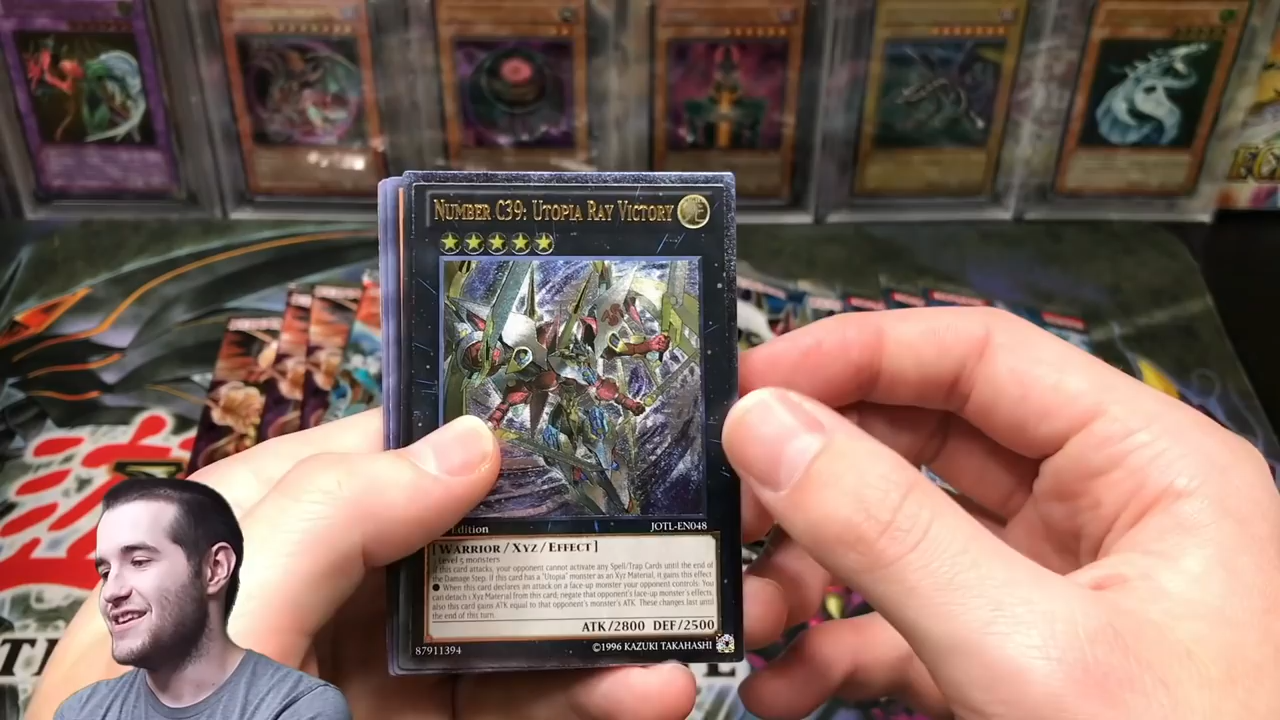 NUMBER C39: UTOPIA RAY VICTORY
Edition
JOTL-EN048
[WARRIOR/XYZ/EFFECT]
3 Level 5 monsters
If this card attacks, your opponent cannot activate any Spell/Trap Cards until the end of
the Damage Step. If this card has a "Utopia" monster as an Xyz Material, it gains this effect
● When this card declares an attack on a face-up monster your opponent controls: You
can detach 1 Xyz Material from this card; negate that opponent's face-up monster's effects,
also this card gains ATK equal to that opponent's monster's ATK. These changes last until
the end of this turn.
ATK/2800 DEF/2500
87911394
©1996 KAZUKI TAKAHASHI